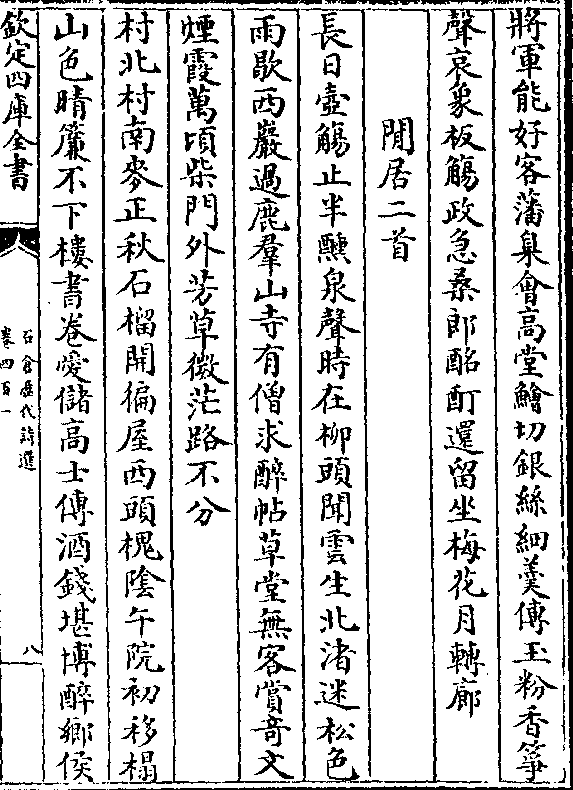 將軍能好客藩臬會高堂鱠切銀絲細羮傳玉粉香箏
聲哀象板觴政急桑郎酩酊還留坐梅花月轉廊
閒居二首
長日壺觴止半醺泉聲時在柳頭聞雲生北渚迷松色
雨歇西巖過鹿羣山寺有僧求醉帖草堂無客賞竒文
煙霞萬頃柴門外芳草微茫路不分
村北村南麥正秋石榴開徧屋西頭槐陰午院初移榻
山色晴簾不下樓書卷愛儲高士傳酒錢堪博醉鄉侯
欽定四庫全書
石倉歷代詩選
卷四百一
八